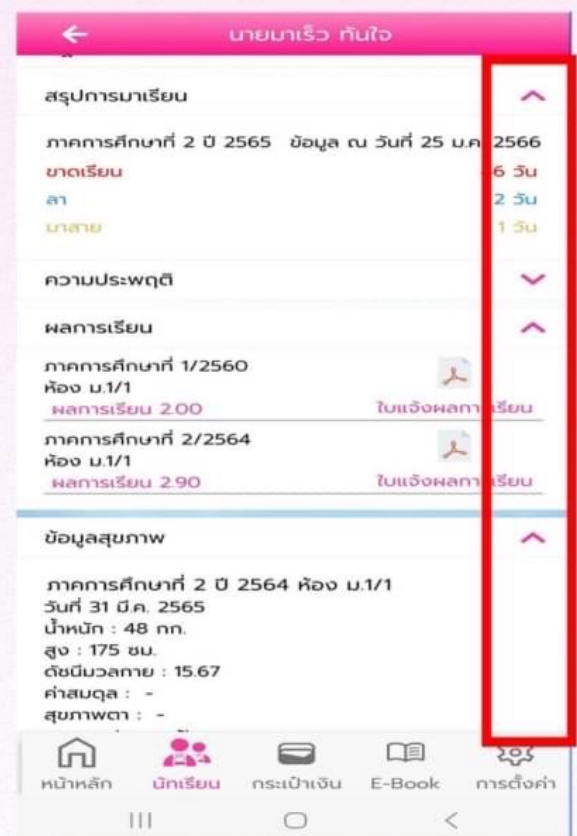 นายมาเร็ว ทันใจ
สรุปการมาเรียน
ภาคการศึกษาที่ 2 ปี 2565 ข้อมูล ณ วันที่ 25 ม.ค 2566
ขาดเรียน 6 วัน
ลา 2 วัน
มาสาย 1 วัน
ความประพฤติ
ผลการเรียน
ภาคการศึกษาที่ 1/2560
ห้อง ม.1/1
ผลการเรียน 2.00 ใบแจ้งผลการเรียน
ภาคการศึกษาที่ 2/2564
ห้อง ม.1/1
ผลการเรียน 2.90 ใบแจ้งผลการเรียน
ข้อมูลสุขภาพ
ภาคการศึกษาที่ 2 ปี 2564 ห้อง ม.1/1
วันที่ 31 มี.ค. 2565
น้ำหนัก : 48 กก.
สูง : 175 ซม.
ดัชนีมวลกาย : 15.67
ค่าสมดุล : -
สุขภาพตา : -
หน้าหลัก นักเรียน กระเป๋าเงิน E-Book การตั้งค่า